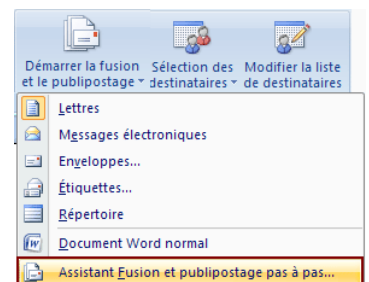 Démarrer la fusion Sélection des Modifier la liste
et le publipostage destinataires de destinataires
Lettres
Messages électroniques
Enveloppes...
Étiquettes...
Répertoire
Document Word normal
Assistant Fusion et publipostage pas à pas...